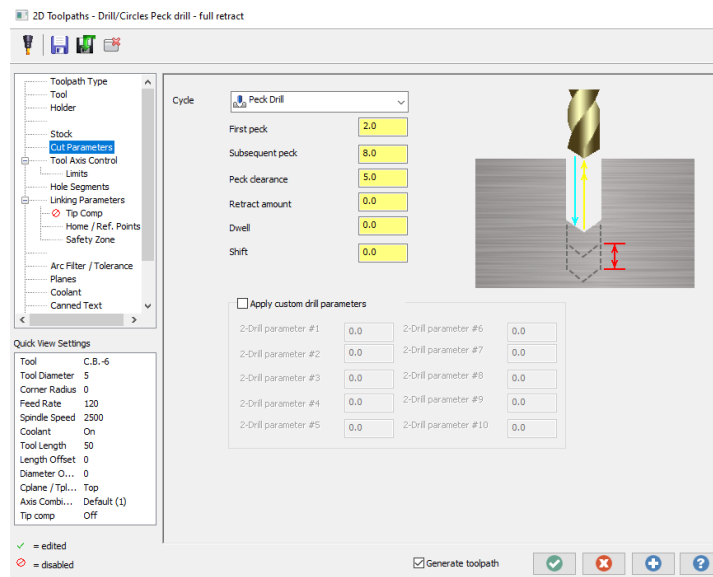 2D Toolpaths - Drill/Circles Peck drill - full retract
Toolpath Type
Tool
Holder
Stock
Cut Parameters
Tool Axis Control
Limits
Hole Segments
Linking Parameters
Tip Comp
Home / Ref. Points
Safety Zone
Arc Filter / Tolerance
Planes
Coolant
Canned Text
Quick View Settings
Tool C.B.-6
Tool Diameter 5
Corner Radius 0
Feed Rate 120
Spindle Speed 2500
Coolant On
Tool Length 50
Length Offset 0
Diameter O... 0
Cplane / Tpl... Top
Axis Combi... Default (1)
Tip comp Off
= edited
= disabled
Cycle Peck Drill
First peck 2.0
Subsequent peck 8.0
Peck clearance 5.0
Retract amount 0.0
Dwell 0.0
Shift 0.0
Apply custom drill parameters
2-Drill parameter #1 0.0 2-Drill parameter #6 0.0
2-Drill parameter #2 0.0 2-Drill parameter #7 0.0
2-Drill parameter #3 0.0 2-Drill parameter #8 0.0
2-Drill parameter #4 0.0 2-Drill parameter #9 0.0
2-Drill parameter #5 0.0 2-Drill parameter #10 0.0
Generate toolpath